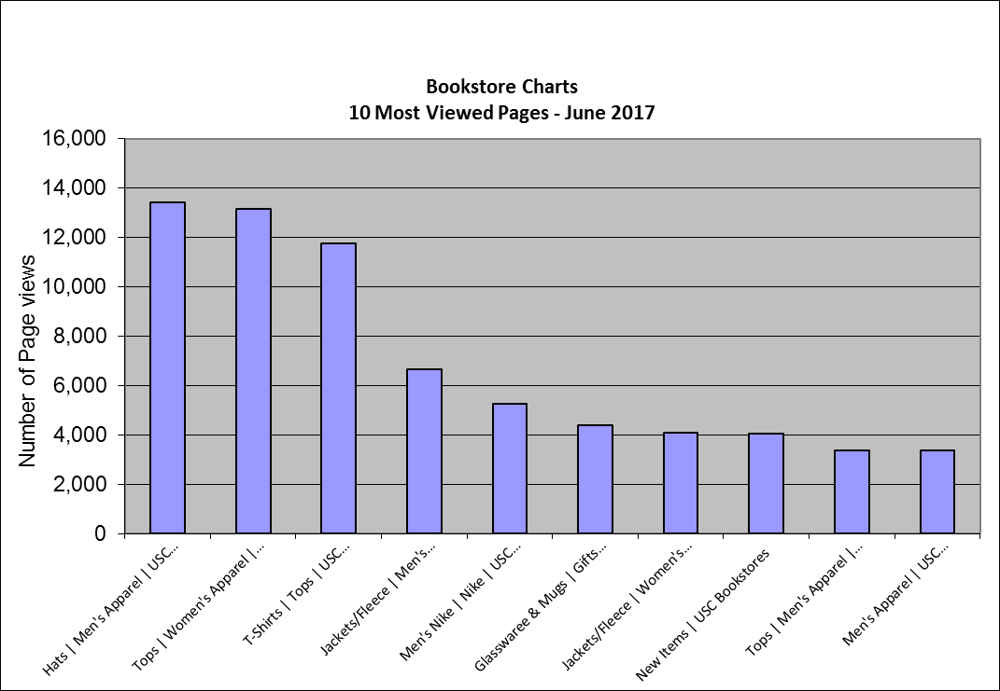 Bookstore Charts
10 Most Viewed Pages - June 2017
Number of Page views
16,000
14,000
12,000
10,000
8,000
6,000
4,000
2,000
0
Hats | Men's Apparel | USC...
Tops | Women's Apparel |...
T-Shirts | Tops | USC...
Jackets/Fleece | Men's...
Men's Nike | Nike | USC...
Glasswaree & Mugs | Gifts...
Jackets/Fleece | Women's...
New Items | USC Bookstores
Tops | Men's Apparel |...
Men's Apparel | USC...